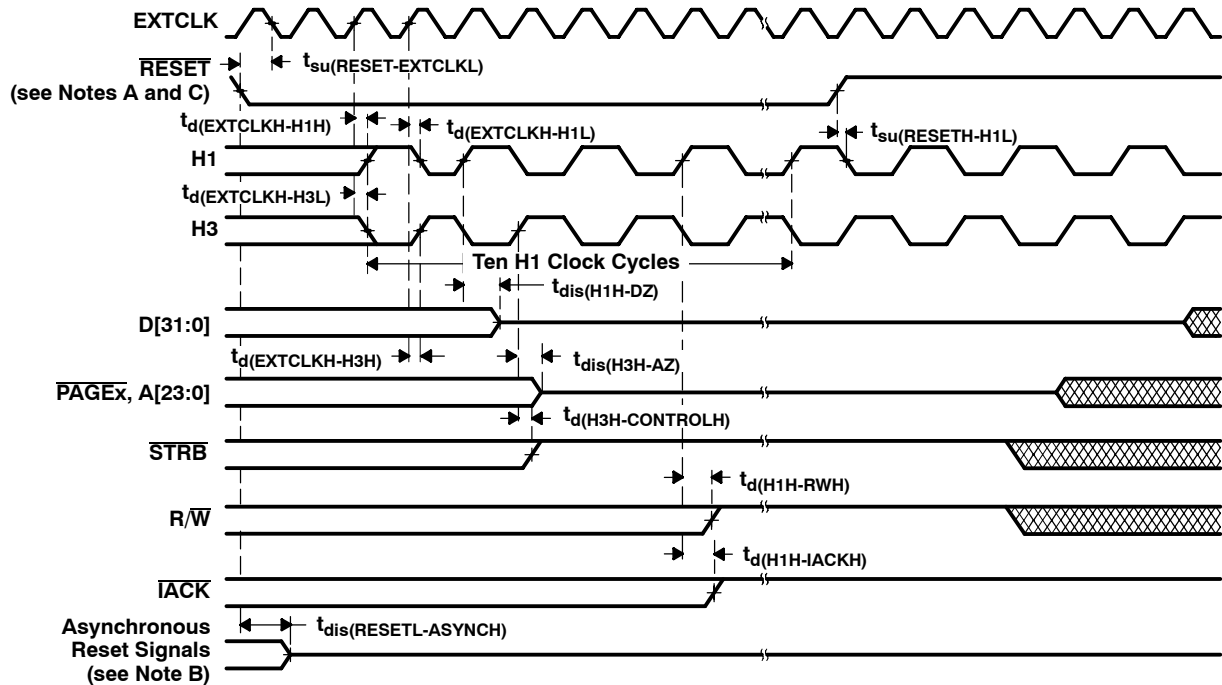 EXTCLK
tsu(RESET-EXTCLKL)
RESET
(see Notes A and C)
td(EXTCLKH-H1H)
td(EXTCLKH-H1L)
tsu(RESETH-H1L)
H1
td(EXTCLKH-H3L)
H3
Ten H1 Clock Cycles
tdis(H1H-DZ)
D[31:0]
td(EXTCLKH-H3H)
tdis(H3H-AZ)
PAGEx, A[23:0]
td(H3H-CONTROLH)
STRB
td(H1H-RWH)
R/W
td(H1H-IACKH)
IACK
Asynchronous
Reset Signals
(see Note B)
tdis(RESETL-ASYNCH)